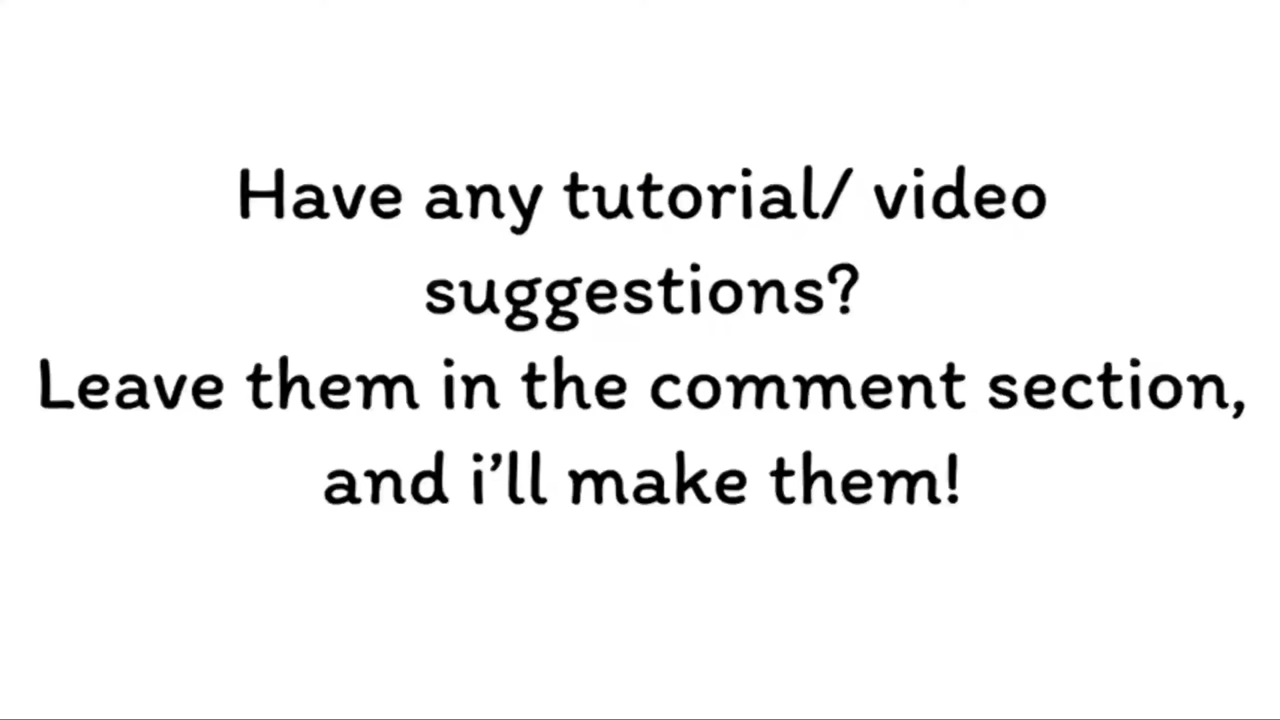 Have any tutorial/ video
suggestions?
Leave them in the comment section,
and i’ll make them!